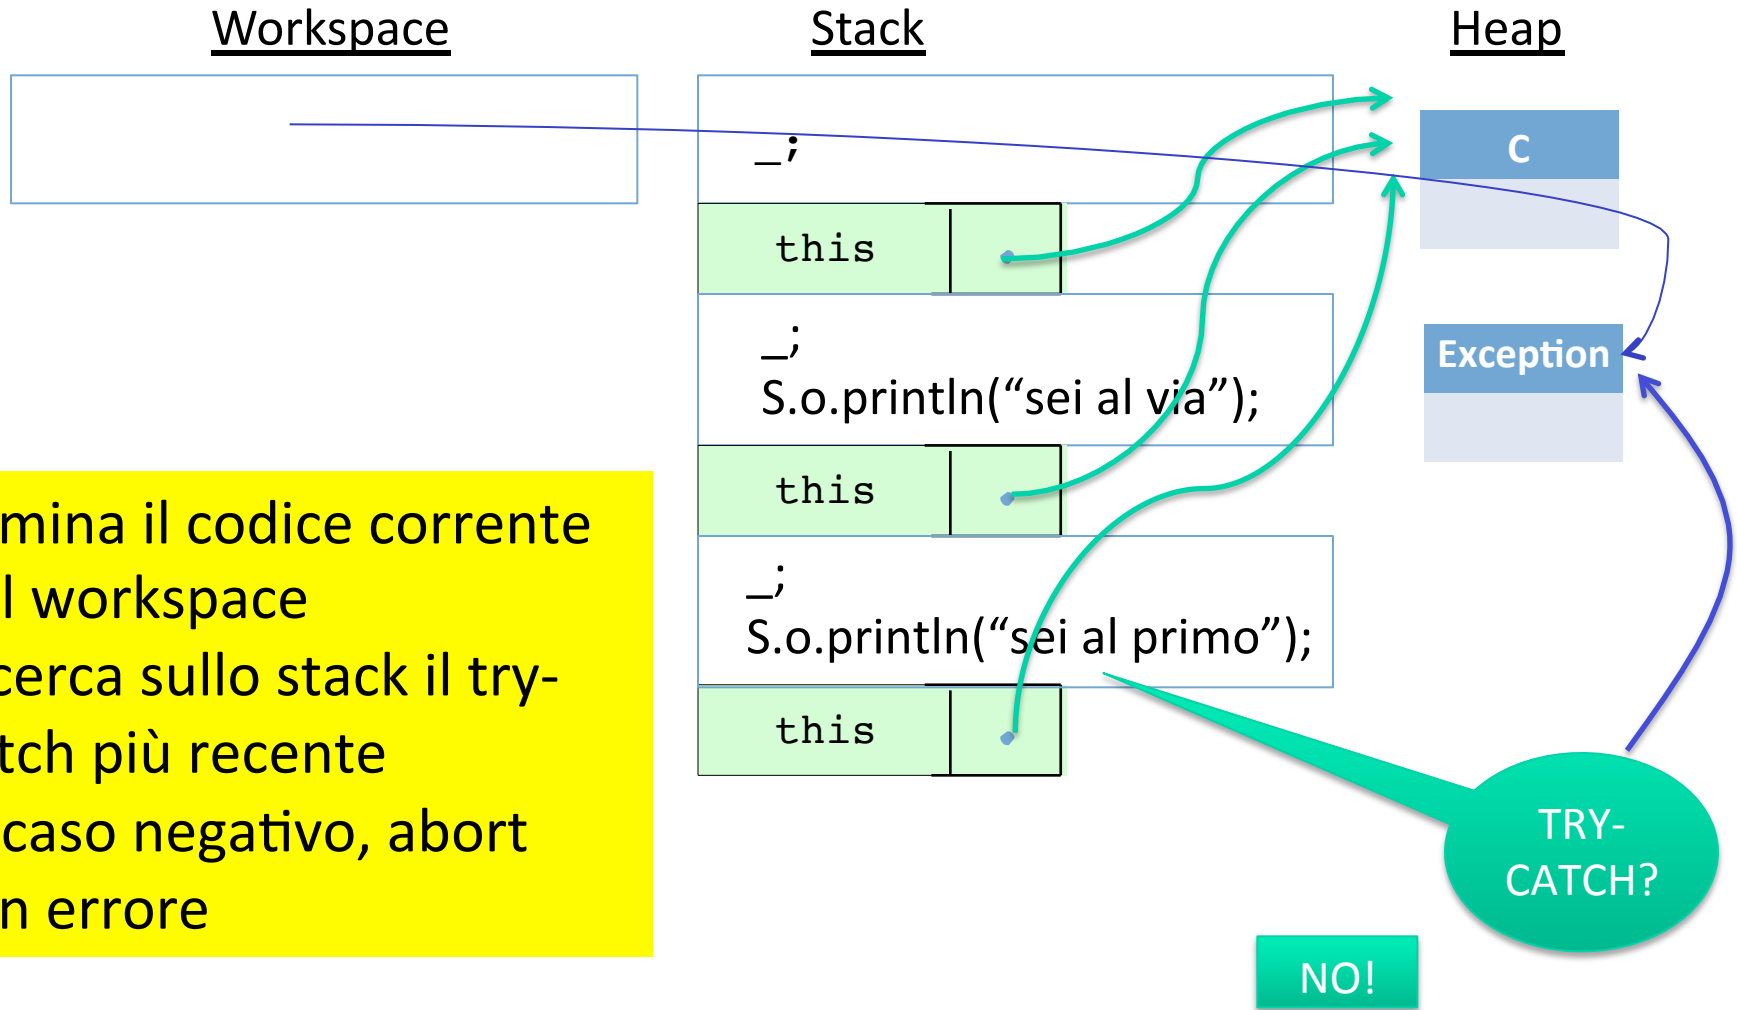 Workspace
Stack
Heap
_;
this
_;
S.o.println(“sei al via”);
this
_;
S.o.println(“sei al primo”);
this
C
Exception
mina il codice corrente
l workspace
cerca sullo stack il try-
tch più recente
caso negativo, abort
n errore
TRY-
CATCH?
NO!